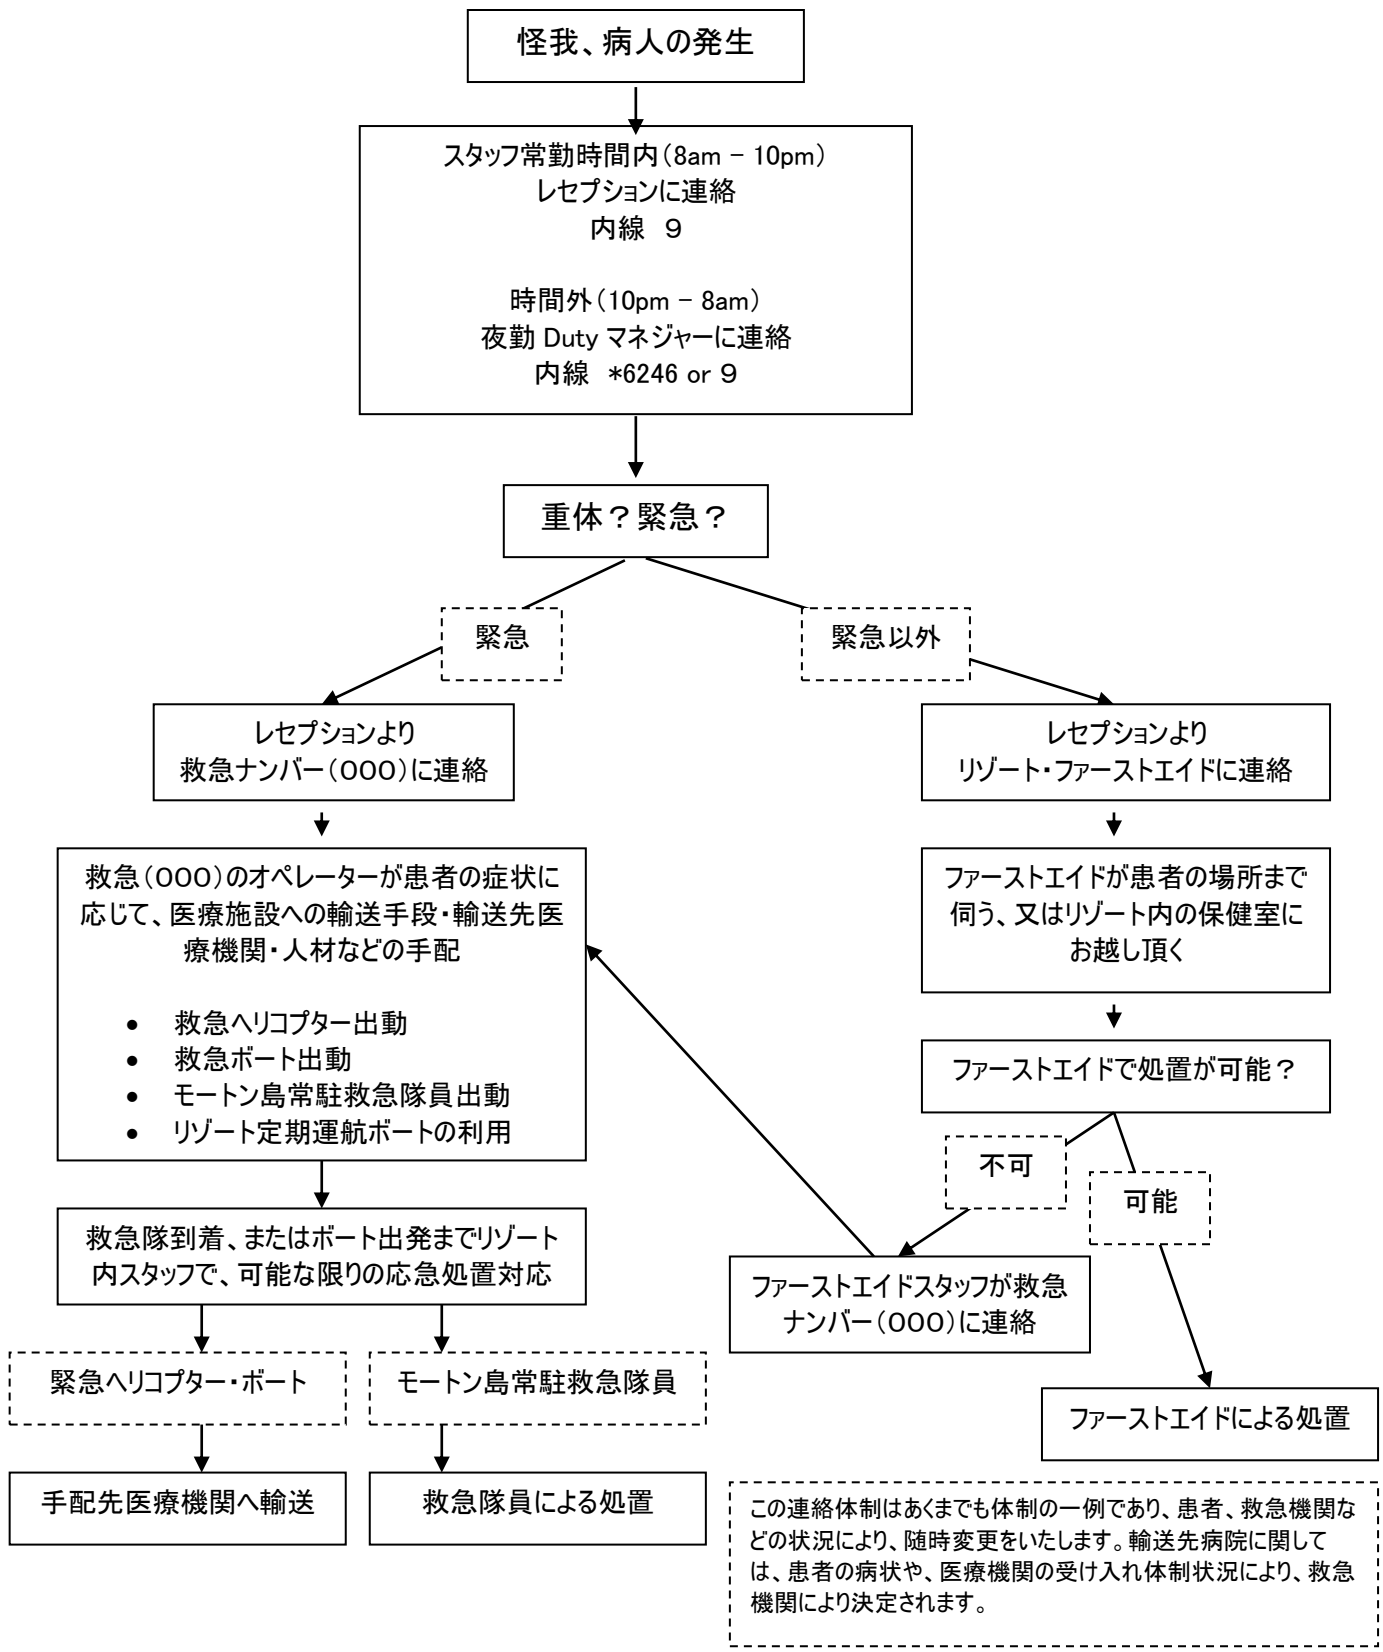 怪我、病人の発生
スタッフ常勤時間内（8am – 10pm）
レセプションに連絡
内線　９
時間外（10pm – 8am）
夜勤 Duty マネジャーに連絡
内線　*6246 or ９
重体？緊急？
緊急
緊急以外
レセプションより
救急ナンバー（000）に連絡
レセプションより
リゾート・ファーストエイドに連絡
救急（000）のオペレーターが患者の症状に
応じて、医療施設への輸送手段・輸送先医
療機関・人材などの手配
• 救急ヘリコプター出動
• 救急ボート出動
• モートン島常駐救急隊員出動
• リゾート定期運航ボートの利用
ファーストエイドが患者の場所まで
伺う、又はリゾート内の保健室に
お越し頂く
ファーストエイドで処置が可能？
不可
可能
救急隊到着、またはボート出発までリゾート
内スタッフで、可能な限りの応急処置対応
ファーストエイドスタッフが救急
ナンバー（000）に連絡
緊急ヘリコプター・ボート
モートン島常駐救急隊員
ファーストエイドによる処置
手配先医療機関へ輸送
救急隊員による処置
この連絡体制はあくまでも体制の一例であり、患者、救急機関な
どの状況により、随時変更をいたします。輸送先病院に関して
は、患者の病状や、医療機関の受け入れ体制状況により、救急
機関により決定されます。